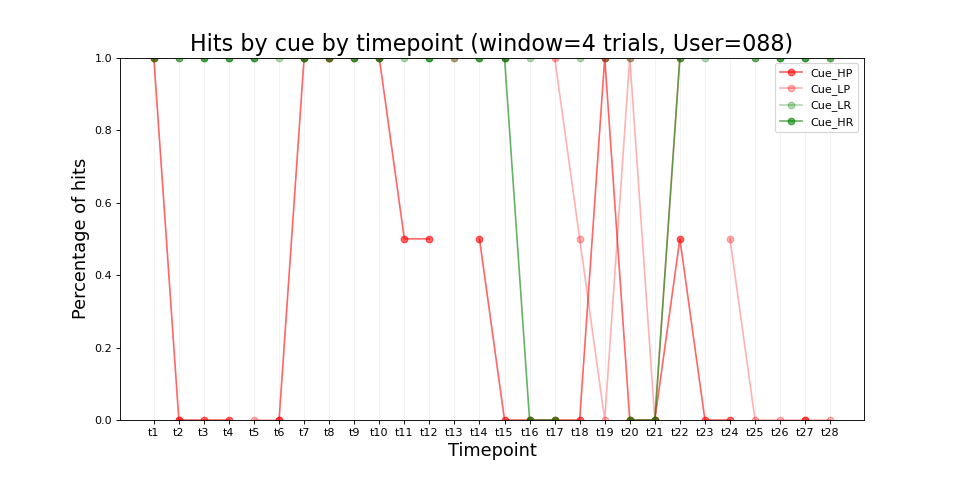 Hits by cue by timepoint (window=4 trials, User=088)
Percentage of hits
1.0
0.8
0.6
0.4
0.2
0.0
Cue_HP
Cue_LP
Cue_LR
Cue_HR
t1 t2 t3 t4 t5 t6 t7 t8 t9 t10 t11 t12 t13 t14 t15 t16 t17 t18 t19 t20 t21 t22 t23 t24 t25 t26 t27 t28
Timepoint